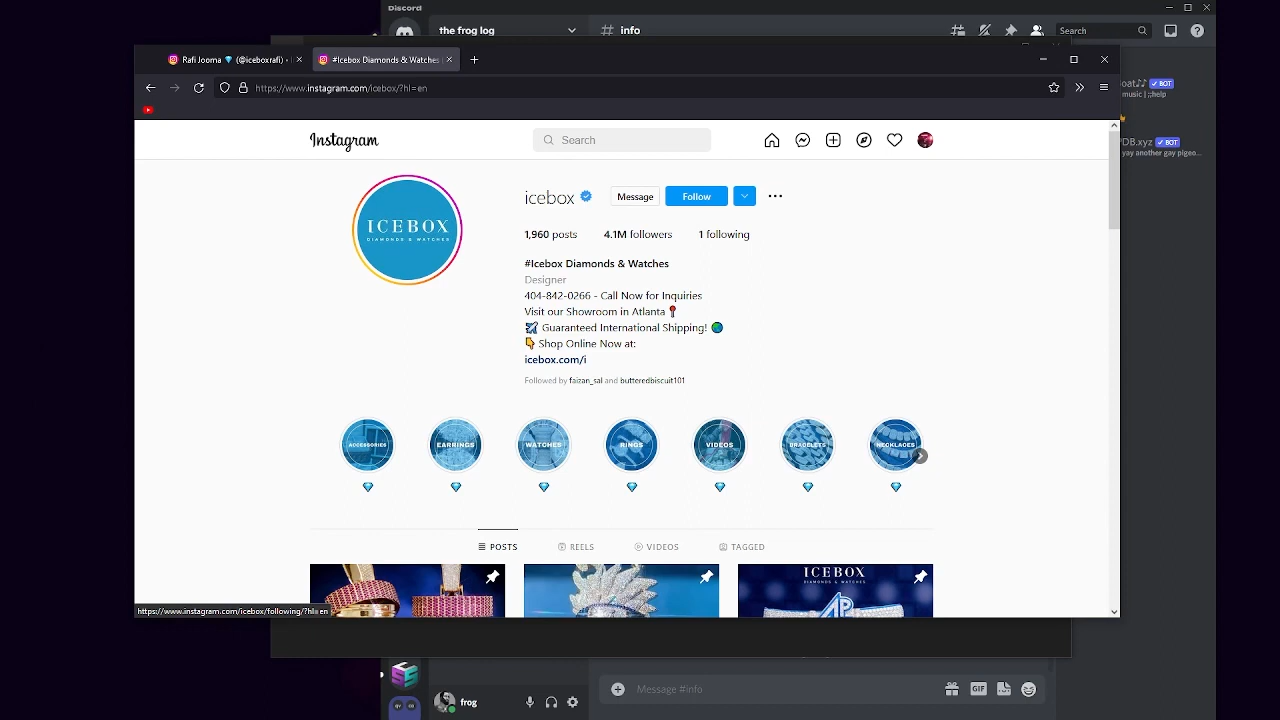 Discord
the frog log
info
Search
Rafi Jooma 💎 (@iceboxrafi) •
#Icebox Diamonds & Watches
https://www.instagram.com/icebox/?hl=en
music | ;;help
BOT
BOT
yay another gay pigeo...
Instagram
Search
ICEBOX
DIAMONDS & WATCHES
icebox
Message
Follow
1,960 posts
4.1M followers
1 following
#Icebox Diamonds & Watches
Designer
404-842-0266 - Call Now for Inquiries
Visit our Showroom in Atlanta📍
✈️ Guaranteed International Shipping! 🌎
👇 Shop Online Now at:
icebox.com/i
Followed by faizan_sal and butteredbiscuit101
ACCESSORIES
EARRINGS
WATCHES
RINGS
VIDEOS
BRACELETS
NECKLACES
POSTS
REELS
VIDEOS
TAGGED
ICEBOX
DIAMONDS & WATCHES
AP
https://www.instagram.com/icebox/following/?hl=en
frog
Message #info
GIF